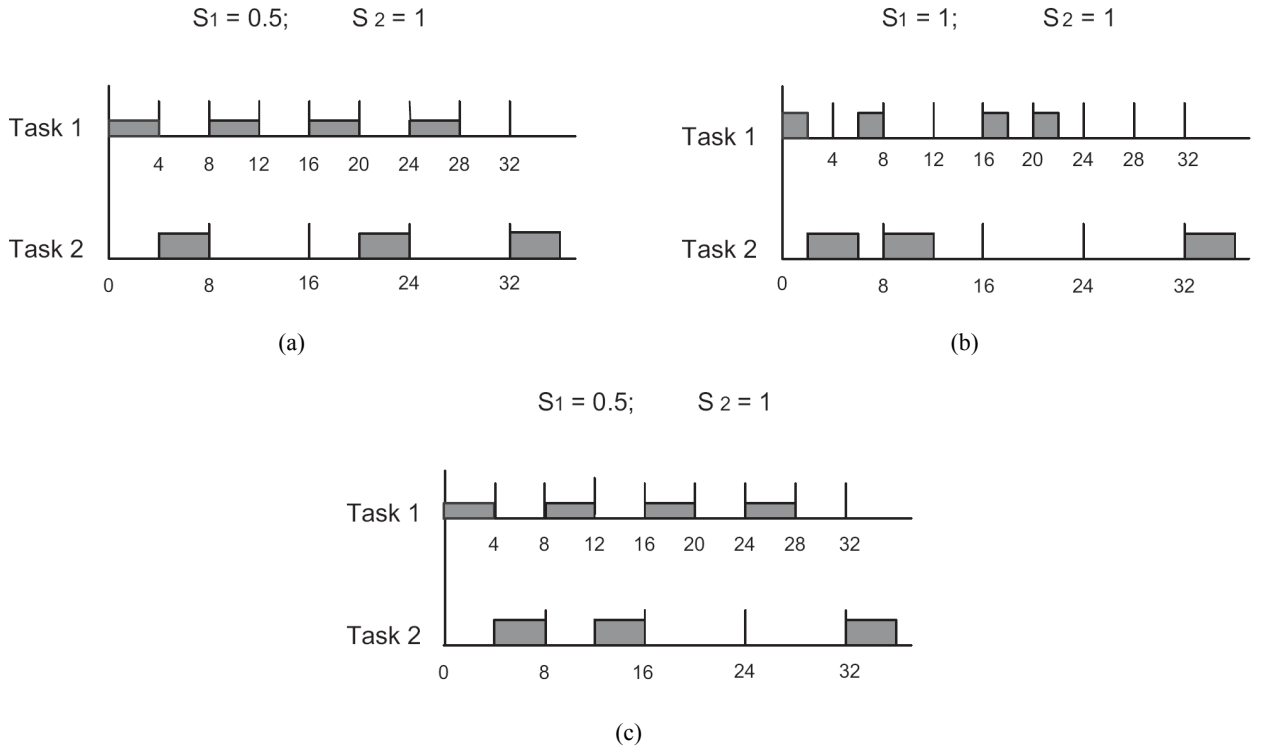 S1 = 0.5; S 2 = 1
Task 1
4 8 12 16 20 24 28 32
Task 2
0 8 16 24 32
(a)
S1 = 1; S 2 = 1
Task 1
4 8 12 16 20 24 28 32
Task 2
0 8 16 24 32
(b)
S1 = 0.5; S 2 = 1
Task 1
4 8 12 16 20 24 28 32
Task 2
0 8 16 24 32
(c)